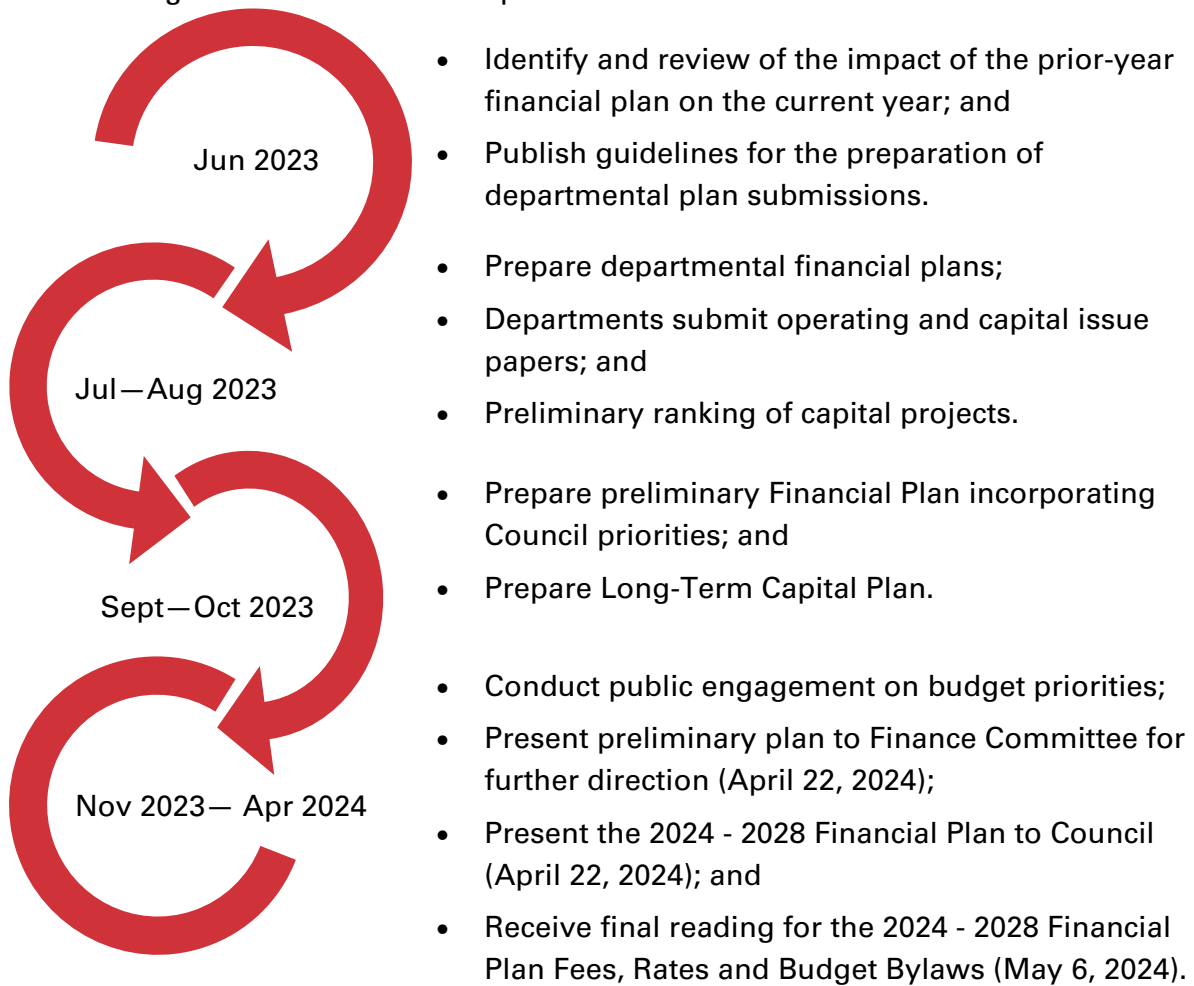 Jun 2023
• Identify and review of the impact of the prior-year
financial plan on the current year; and
• Publish guidelines for the preparation of
departmental plan submissions.
Jul—Aug 2023
• Prepare departmental financial plans;
• Departments submit operating and capital issue
papers; and
• Preliminary ranking of capital projects.
Sept—Oct 2023
• Prepare preliminary Financial Plan incorporating
Council priorities; and
• Prepare Long-Term Capital Plan.
Nov 2023— Apr 2024
• Conduct public engagement on budget priorities;
• Present preliminary plan to Finance Committee for
further direction (April 22, 2024);
• Present the 2024 - 2028 Financial Plan to Council
(April 22, 2024); and
• Receive final reading for the 2024 - 2028 Financial
Plan Fees, Rates and Budget Bylaws (May 6, 2024).